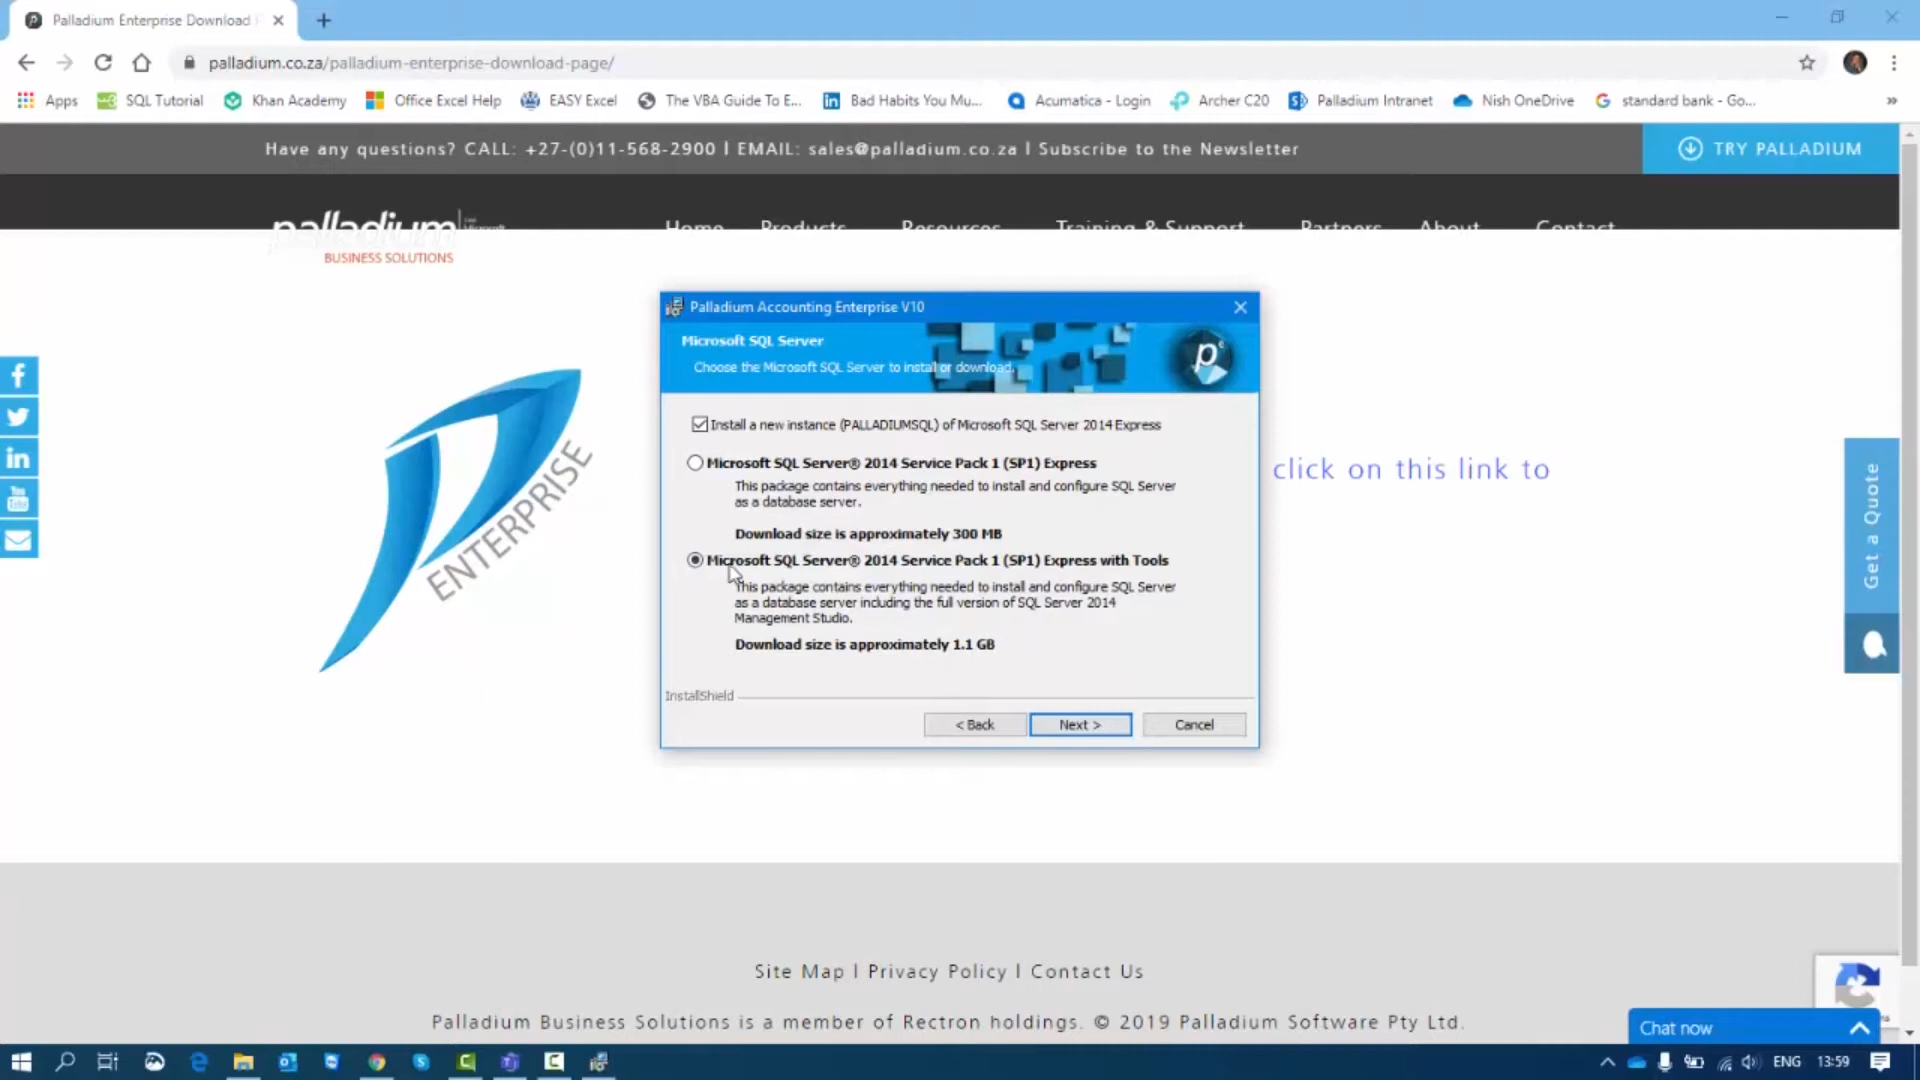 Palladium Enterprise Download P
palladium.co.za/palladium-enterprise-download-page/
Apps
SQL Tutorial
Khan Academy
Office Excel Help
EASY Excel
The VBA Guide To E...
Bad Habits You Mu...
Acumatica - Login
Archer C20
Palladium Intranet
Nish OneDrive
standard bank - Go...
Have any questions? CALL: +27-(0)11-568-2900 | EMAIL: sales@palladium.co.za | Subscribe to the Newsletter
TRY PALLADIUM
palladium
BUSINESS SOLUTIONS
Home
Products
Resources
Training & Support
Partners
About
Contact
ENTERPRISE
click on this link to
Get a Quote
Palladium Accounting Enterprise V10
Microsoft SQL Server
Choose the Microsoft SQL Server to install or download.
Install a new instance (PALLADIUMSQL) of Microsoft SQL Server 2014 Express
Microsoft SQL Server® 2014 Service Pack 1 (SP1) Express
This package contains everything needed to install and configure SQL Server
as a database server.
Download size is approximately 300 MB
Microsoft SQL Server® 2014 Service Pack 1 (SP1) Express with Tools
This package contains everything needed to install and configure SQL Server
as a database server including the full version of SQL Server 2014
Management Studio.
Download size is approximately 1.1 GB
InstallShield
< Back
Next >
Cancel
Site Map | Privacy Policy | Contact Us
Palladium Business Solutions is a member of Rectron holdings. © 2019 Palladium Software Pty Ltd.
Chat now
ENG
13:59